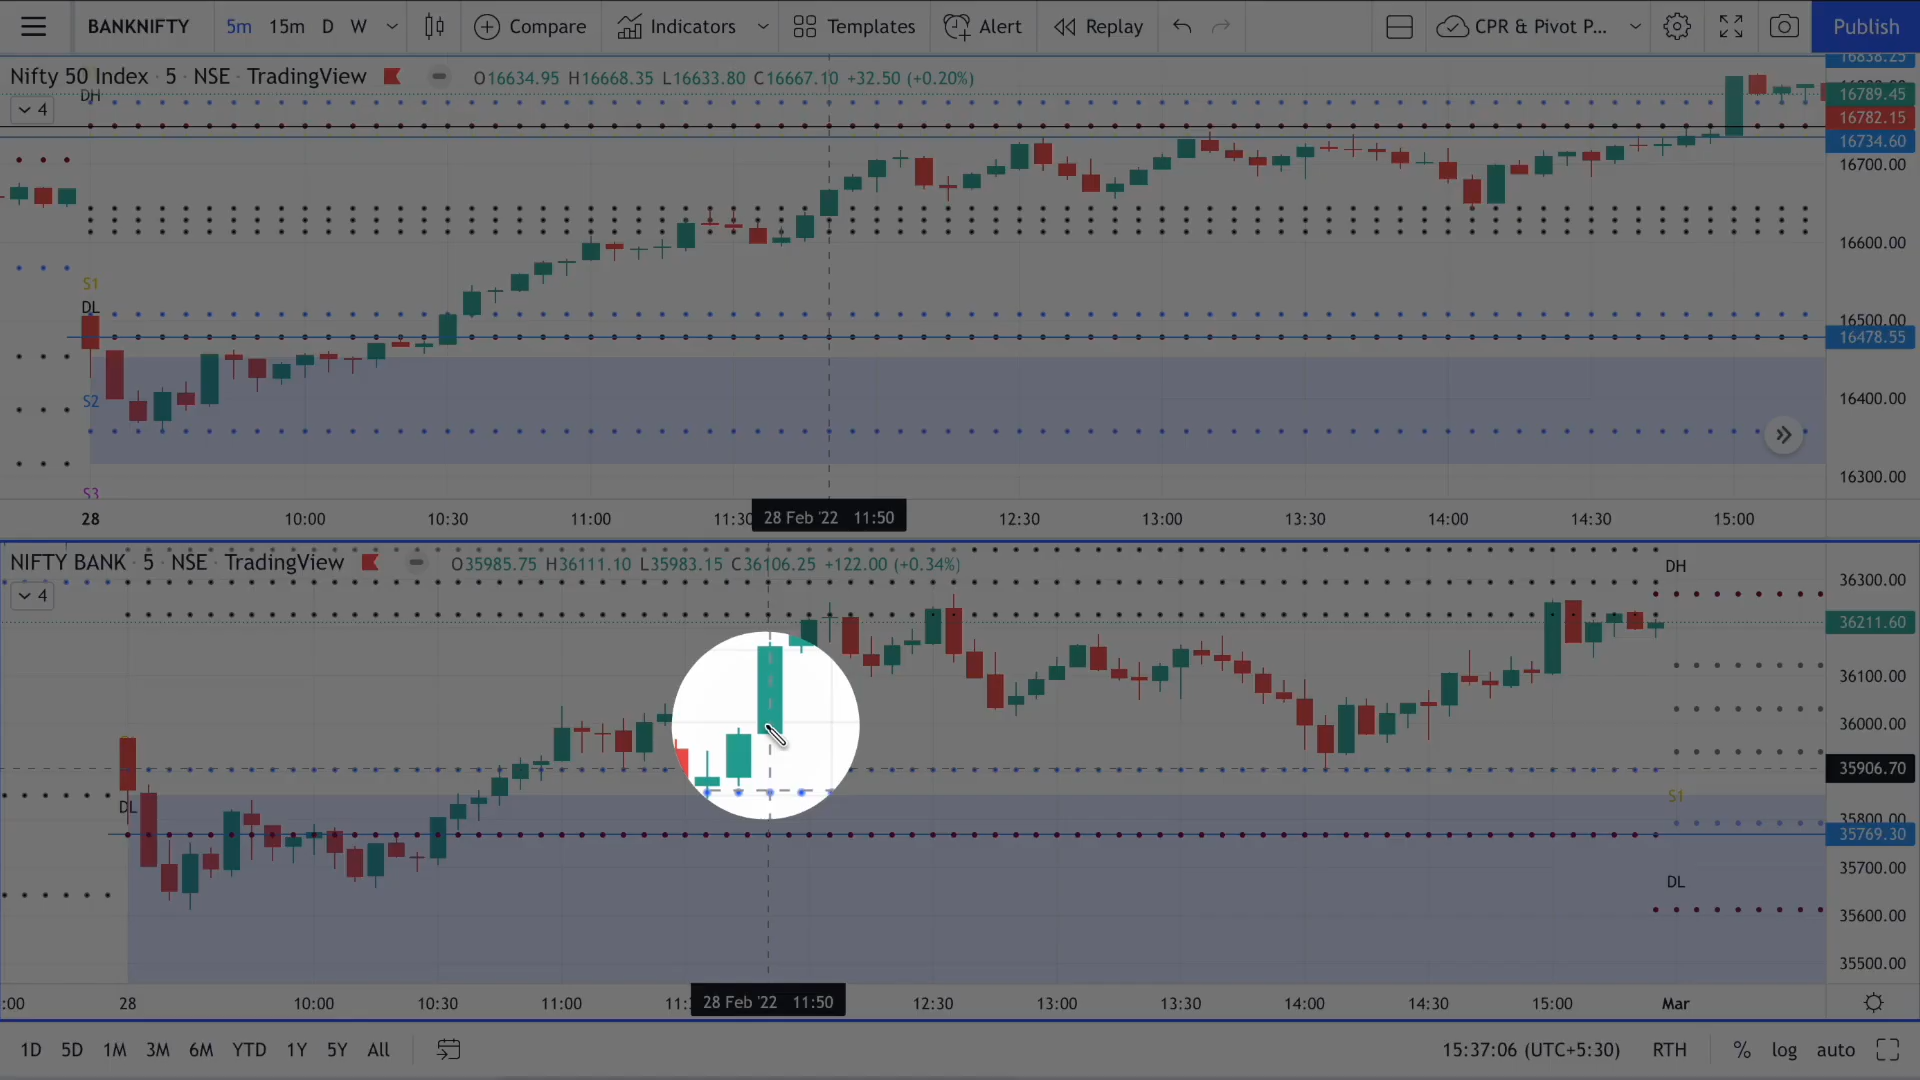 BANKNIFTY 5m 15m D W Compare Indicators Templates Alert Replay CPR & Pivot P... Publish
Nifty 50 Index · 5 · NSE · TradingView O16634.95 H16668.35 L16633.80 C16667.10 +32.50 (+0.20%)
16838.25
DH
16789.45
4
16782.15
16734.60
16700.00
16600.00
S1
DL
16500.00
16478.55
S2
16400.00
16300.00
S3
28 10:00 10:30 11:00 11:30 28 Feb '22 11:50 12:30 13:00 13:30 14:00 14:30 15:00
NIFTY BANK · 5 · NSE · TradingView O35985.75 H36111.10 L35983.15 C36106.25 +122.00 (+0.34%)
DH
36300.00
4
36211.60
36100.00
36000.00
35906.70
S1
DL
35800.00
35769.30
35700.00
DL
35600.00
35500.00
:00 28 10:00 10:30 11:00 11: 28 Feb '22 11:50 12:30 13:00 13:30 14:00 14:30 15:00 Mar
1D 5D 1M 3M 6M YTD 1Y 5Y All 15:37:06 (UTC+5:30) RTH % log auto